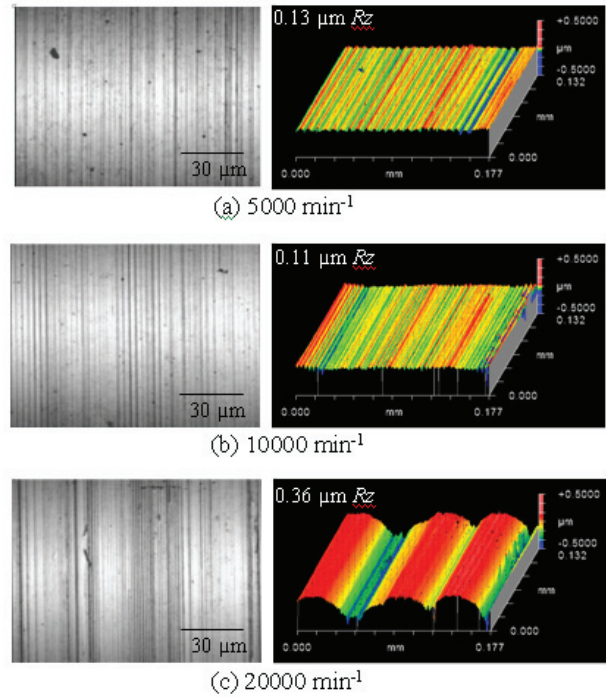 0.13 µm Rz
+0.5000
µm
-0.5000
0.132
mm
0.000
0.000
mm
0.177
30 µm
(a) 5000 min-1
0.11 µm Rz
+0.5000
µm
-0.5000
0.132
mm
0.000
0.000
mm
0.177
30 µm
(b) 10000 min-1
0.36 µm Rz
+0.5000
µm
-0.5000
0.132
mm
0.000
0.000
mm
0.177
30 µm
(c) 20000 min-1